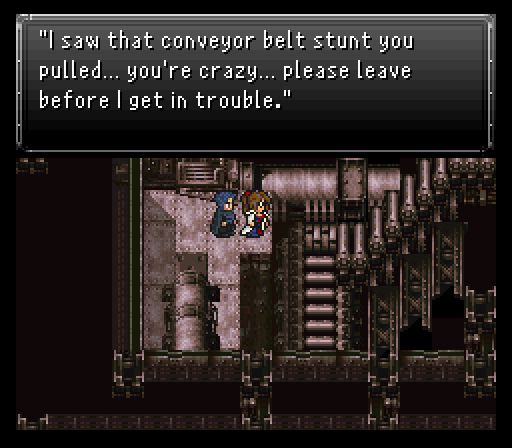 "I saw that conveyor belt stunt you
pulled... you're crazy... please leave
before I get in trouble."